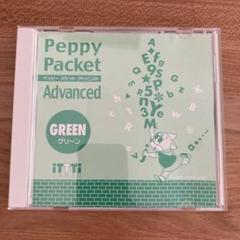 Peppy
Packet
ペッピー パケット アドバンスト
Advanced
GREEN
グリーン
iTTTi